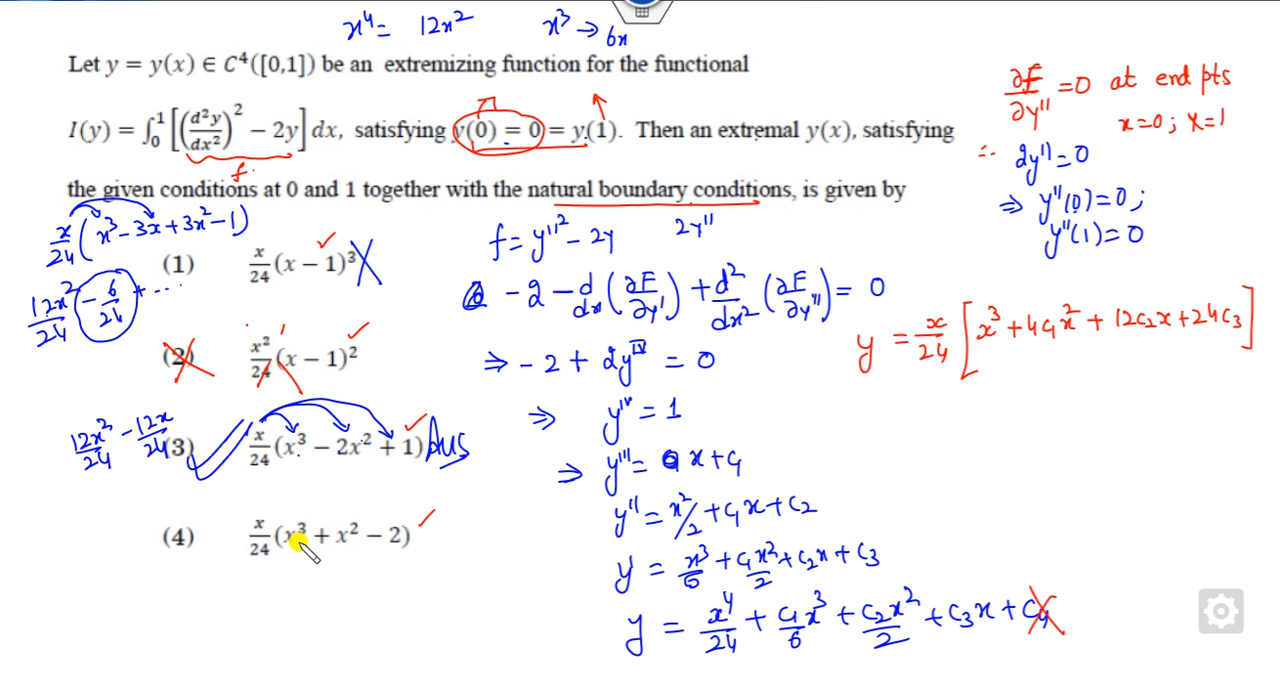 x⁴ = 12x² x³ → 6x
Let y = y(x) ∈ C⁴([0,1]) be an extremizing function for the functional
I(y) = ∫₀¹ [(d²y/dx²)² − 2y] dx, satisfying y(0) = 0 = y(1). Then an extremal y(x), satisfying
f.
the given conditions at 0 and 1 together with the natural boundary conditions, is given by
∂F/∂y'' = 0 at end pts
x=0; x=1
∴ 2y'' = 0
⇒ y''(0) = 0;
y''(1) = 0
x/24 (x³ − 3x + 3x² − 1)
(1) x/24 (x − 1)³ ✓ X
12x²/24 − 6/24 + ...
(2) x²/24 (x − 1)² ✓
12x²/24 − 12x/24
(3) x/24 (x³ − 2x² + 1) ✓ Ans
(4) x/24 (x³ + x² − 2) ✓
f = y''² − 2y 2y''
−2 − d/dx (∂F/∂y') + d²/dx² (∂F/∂y'') = 0
⇒ −2 + 2y^IV = 0
⇒ y^IV = 1
⇒ y''' = x + c₁
y'' = x²/2 + c₁x + c₂
y = x³/6 + c₁x²/2 + c₂x + c₃
y = x⁴/24 + c₁/6 x³ + c₂x²/2 + c₃x + c₄
y = x/24 [x³ + 4c₁x² + 12c₂x + 24c₃]